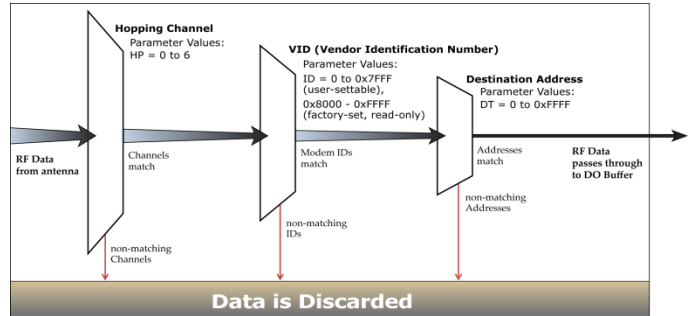 Hopping Channel
Parameter Values:
HP = 0 to 6
VID (Vendor Identification Number)
Parameter Values:
ID = 0 to 0x7FFF
(user-settable),
0x8000 - 0xFFFF
(factory-set, read-only)
Destination Address
Parameter Values:
DT = 0 to 0xFFFF
RF Data
from antenna
Channels
match
Modem IDs
match
Addresses
match
RF Data
passes through
to DO Buffer
non-matching
Channels
non-matching
IDs
non-matching
Addresses
Data is Discarded